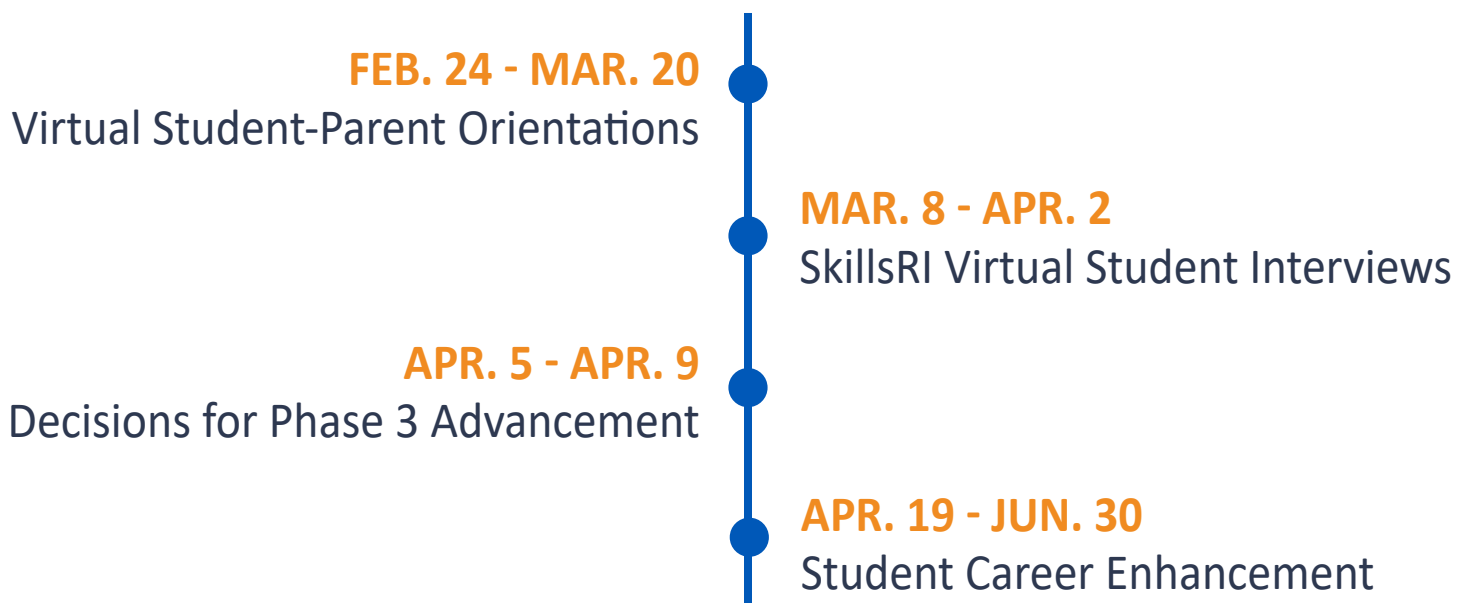 FEB. 24 - MAR. 20
Virtual Student-Parent Orientations
MAR. 8 - APR. 2
SkillsRI Virtual Student Interviews
APR. 5 - APR. 9
Decisions for Phase 3 Advancement
APR. 19 - JUN. 30
Student Career Enhancement